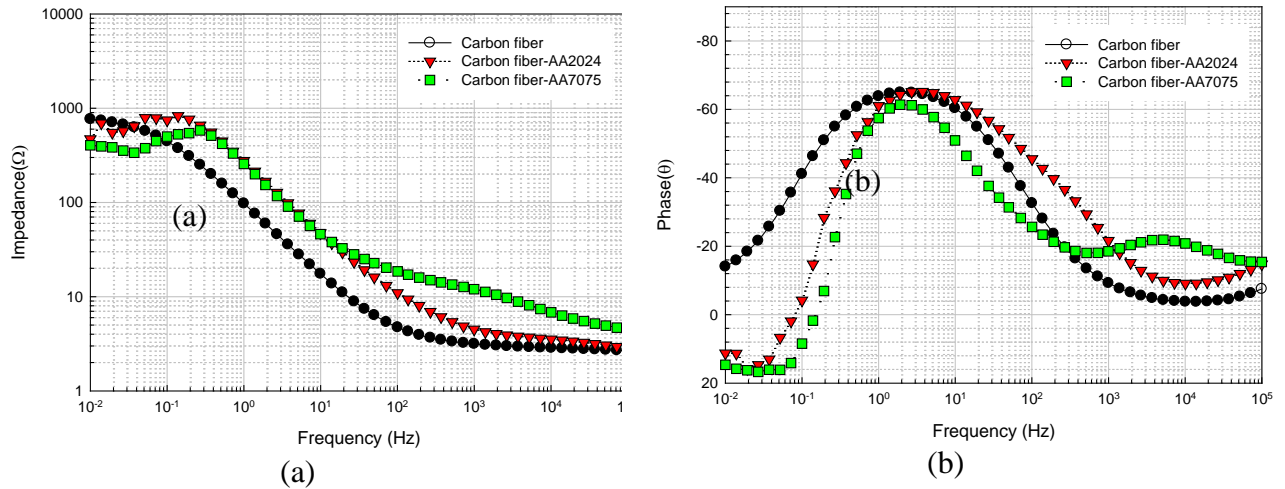 10000
1000
100
10
1
Impedance(Ω)
Carbon fiber
Carbon fiber-AA2024
Carbon fiber-AA7075
(a)
10-2
10-1
100
101
102
103
104
1
Frequency (Hz)
(a)
-80
-60
-40
-20
0
20
Phase(θ)
Carbon fiber
Carbon fiber-AA2024
Carbon fiber-AA7075
(b)
10-2
10-1
100
101
102
103
104
105
Frequency (Hz)
(b)